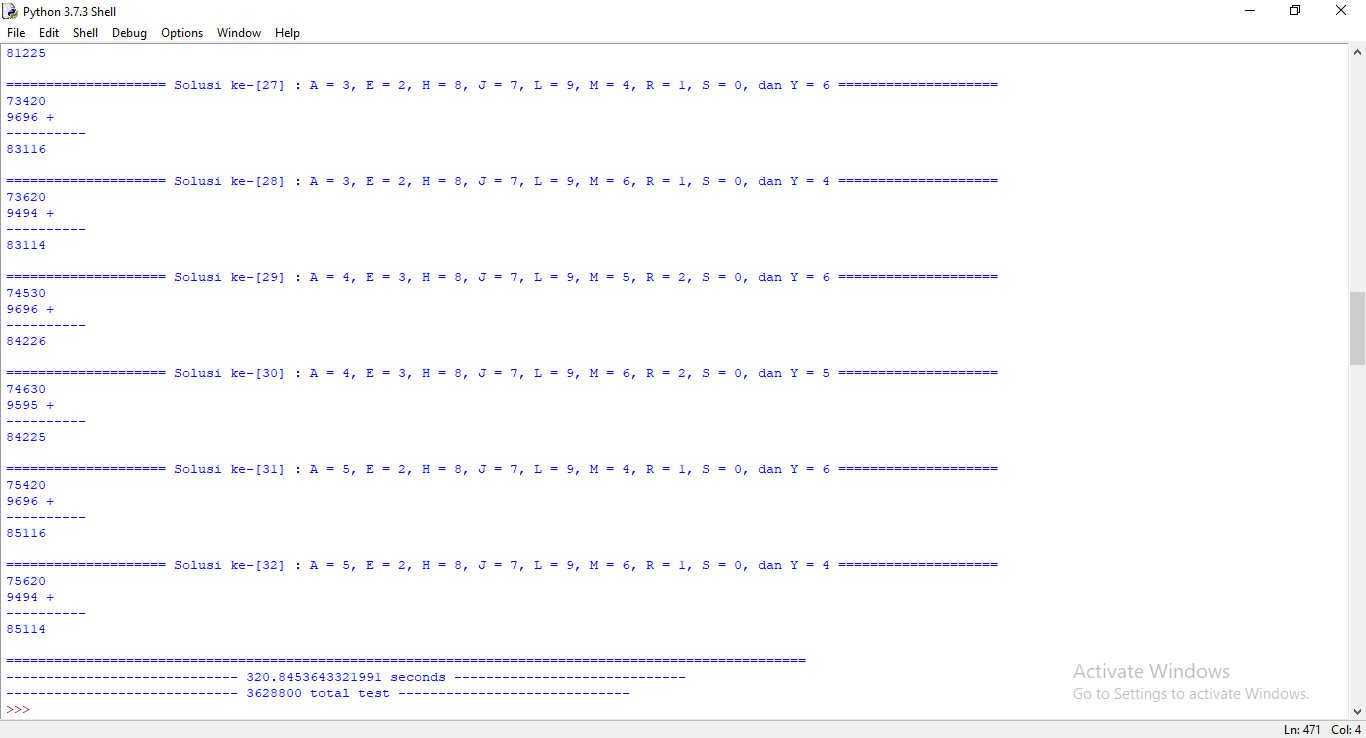 Python 3.7.3 Shell
File Edit Shell Debug Options Window Help
81225
==================== Solusi ke-[27] : A = 3, E = 2, H = 8, J = 7, L = 9, M = 4, R = 1, S = 0, dan Y = 6 ====================
73420
9696 +
----------
83116
==================== Solusi ke-[28] : A = 3, E = 2, H = 8, J = 7, L = 9, M = 6, R = 1, S = 0, dan Y = 4 ====================
73620
9494 +
----------
83114
==================== Solusi ke-[29] : A = 4, E = 3, H = 8, J = 7, L = 9, M = 5, R = 2, S = 0, dan Y = 6 ====================
74530
9696 +
----------
84226
==================== Solusi ke-[30] : A = 4, E = 3, H = 8, J = 7, L = 9, M = 6, R = 2, S = 0, dan Y = 5 ====================
74630
9595 +
----------
84225
==================== Solusi ke-[31] : A = 5, E = 2, H = 8, J = 7, L = 9, M = 4, R = 1, S = 0, dan Y = 6 ====================
75420
9696 +
----------
85116
==================== Solusi ke-[32] : A = 5, E = 2, H = 8, J = 7, L = 9, M = 6, R = 1, S = 0, dan Y = 4 ====================
75620
9494 +
----------
85114
====================================================================================================
----------------------------- 320.8453643321991 seconds -----------------------------
----------------------------- 3628800 total test -----------------------------
>>>
Activate Windows
Go to Settings to activate Windows.
Ln: 471 Col: 4